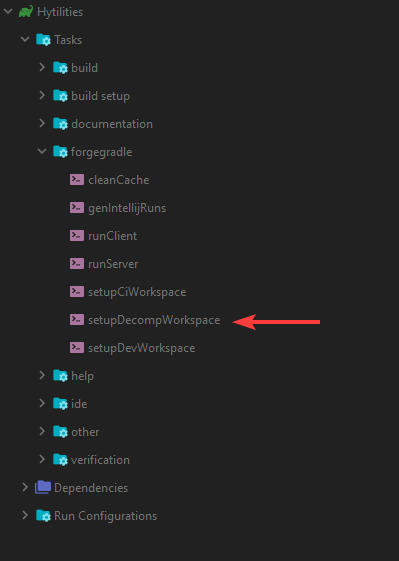 Hytilities
Tasks
build
build setup
documentation
forgegradle
cleanCache
genIntellijRuns
runClient
runServer
setupCiWorkspace
setupDecompWorkspace
setupDevWorkspace
help
ide
other
verification
Dependencies
Run Configurations